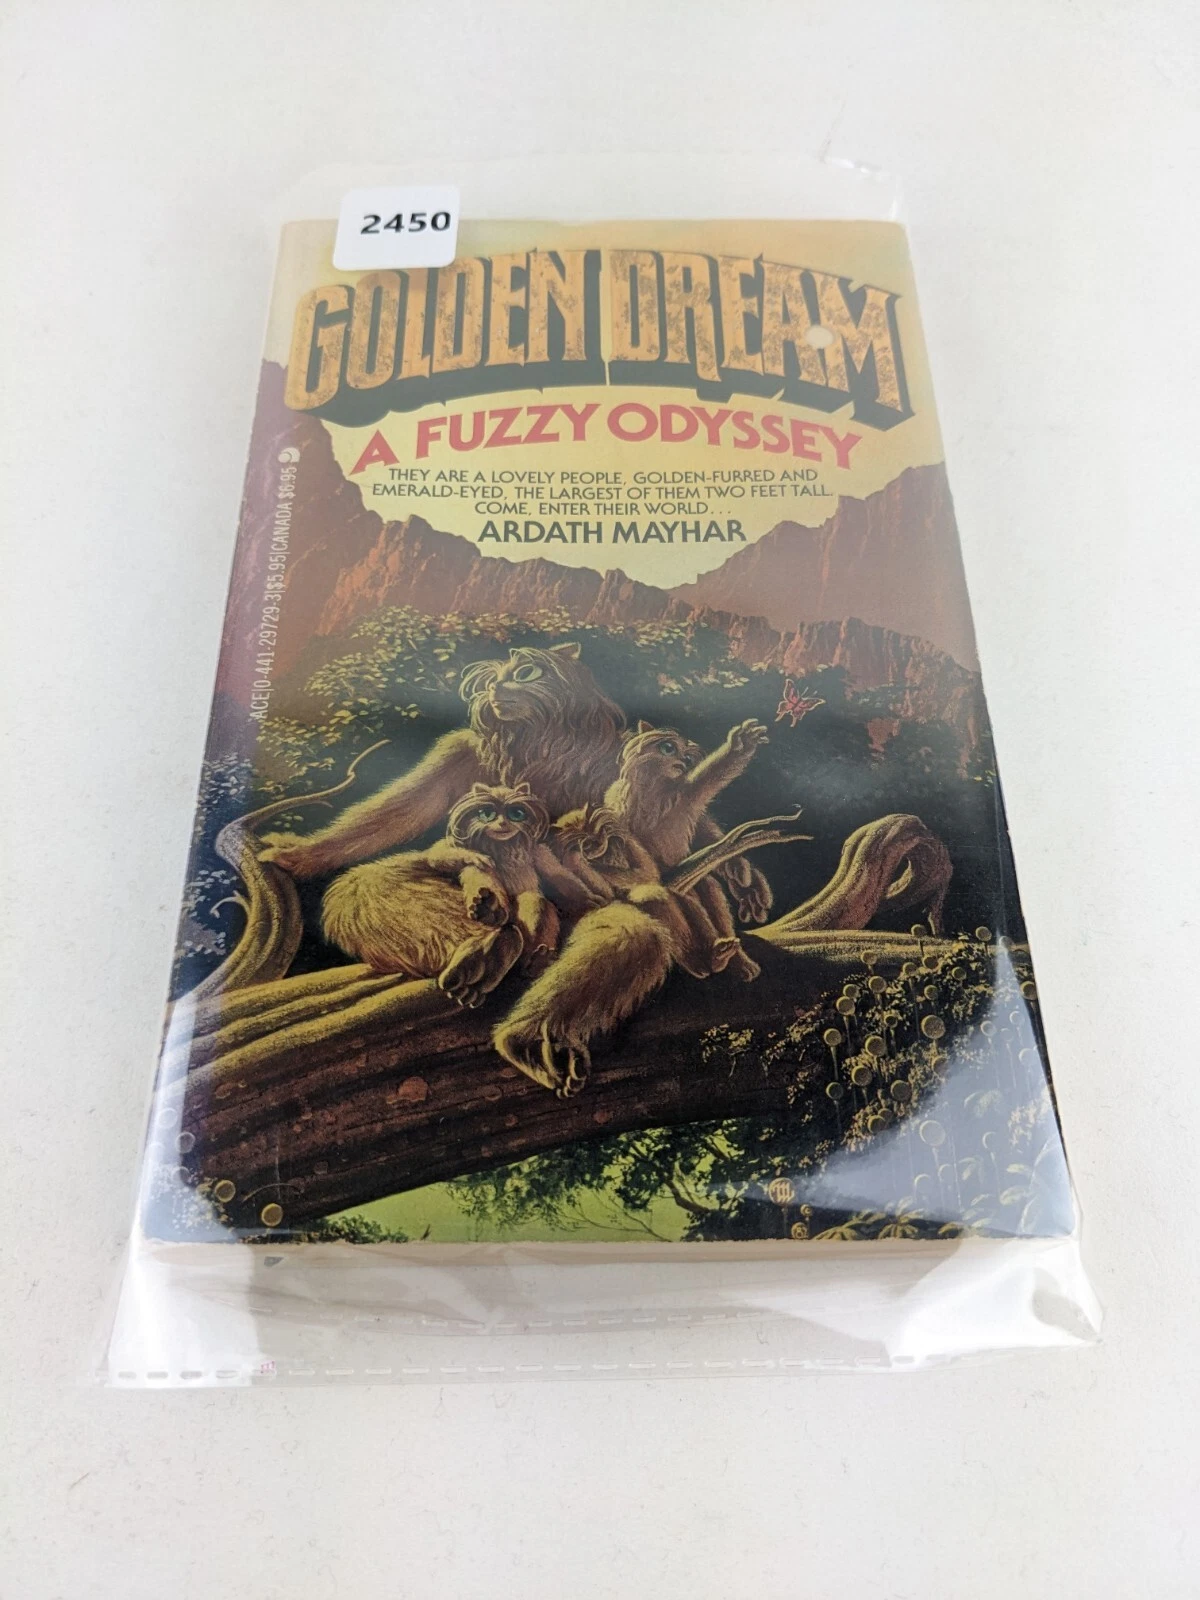 2450
GOLDEN DREAM
A FUZZY ODYSSEY
THEY ARE A LOVELY PEOPLE, GOLDEN-FURRED AND
EMERALD-EYED, THE LARGEST OF THEM TWO FEET TALL.
COME, ENTER THEIR WORLD...
ARDATH MAYHAR
ACE|0-441-29729-3|$5.95|CANADA $6.95